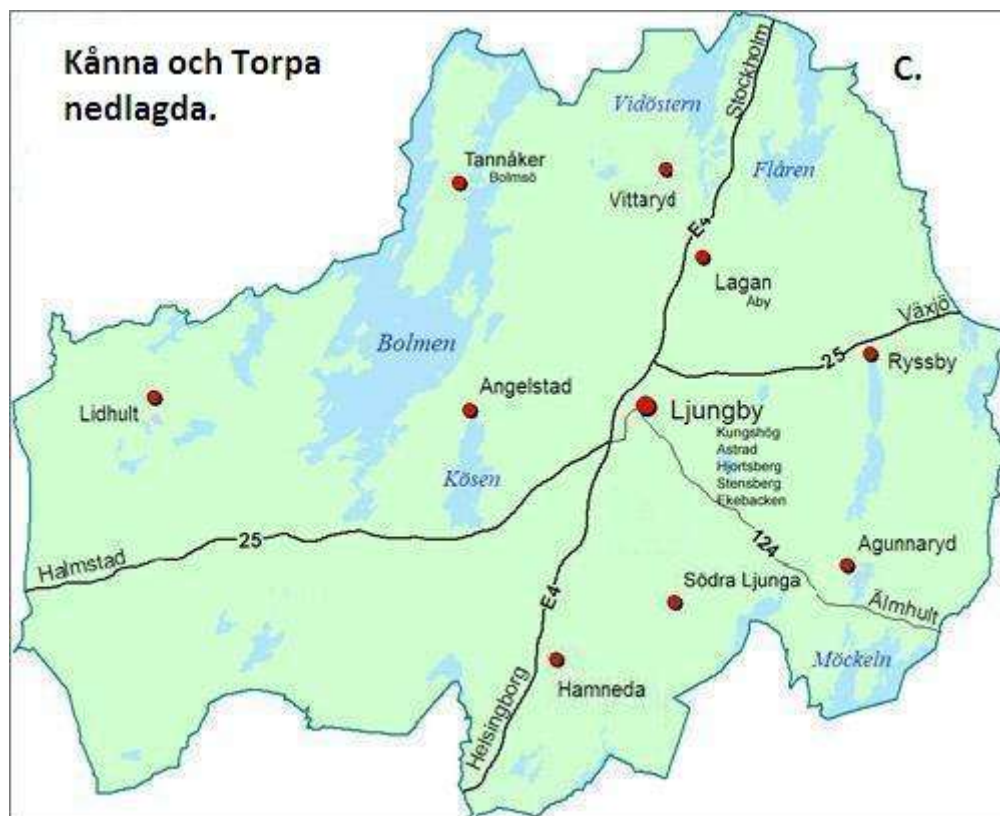 Kånna och Torpa
nedlagda.
C.
Stockholm
Vidöstern
Flåren
Tannåker
Bolmsö
Vittaryd
E4
Lagan
Åby
Växjö
25
Ryssby
Bolmen
Angelstad
Lidhult
Ljungby
Kungshög
Astrad
Hjortsberg
Stensberg
Ekebacken
Kösen
25
Halmstad
124
Agunnaryd
Södra Ljunga
E4
Älmhult
Möckeln
Hamneda
Helsingborg